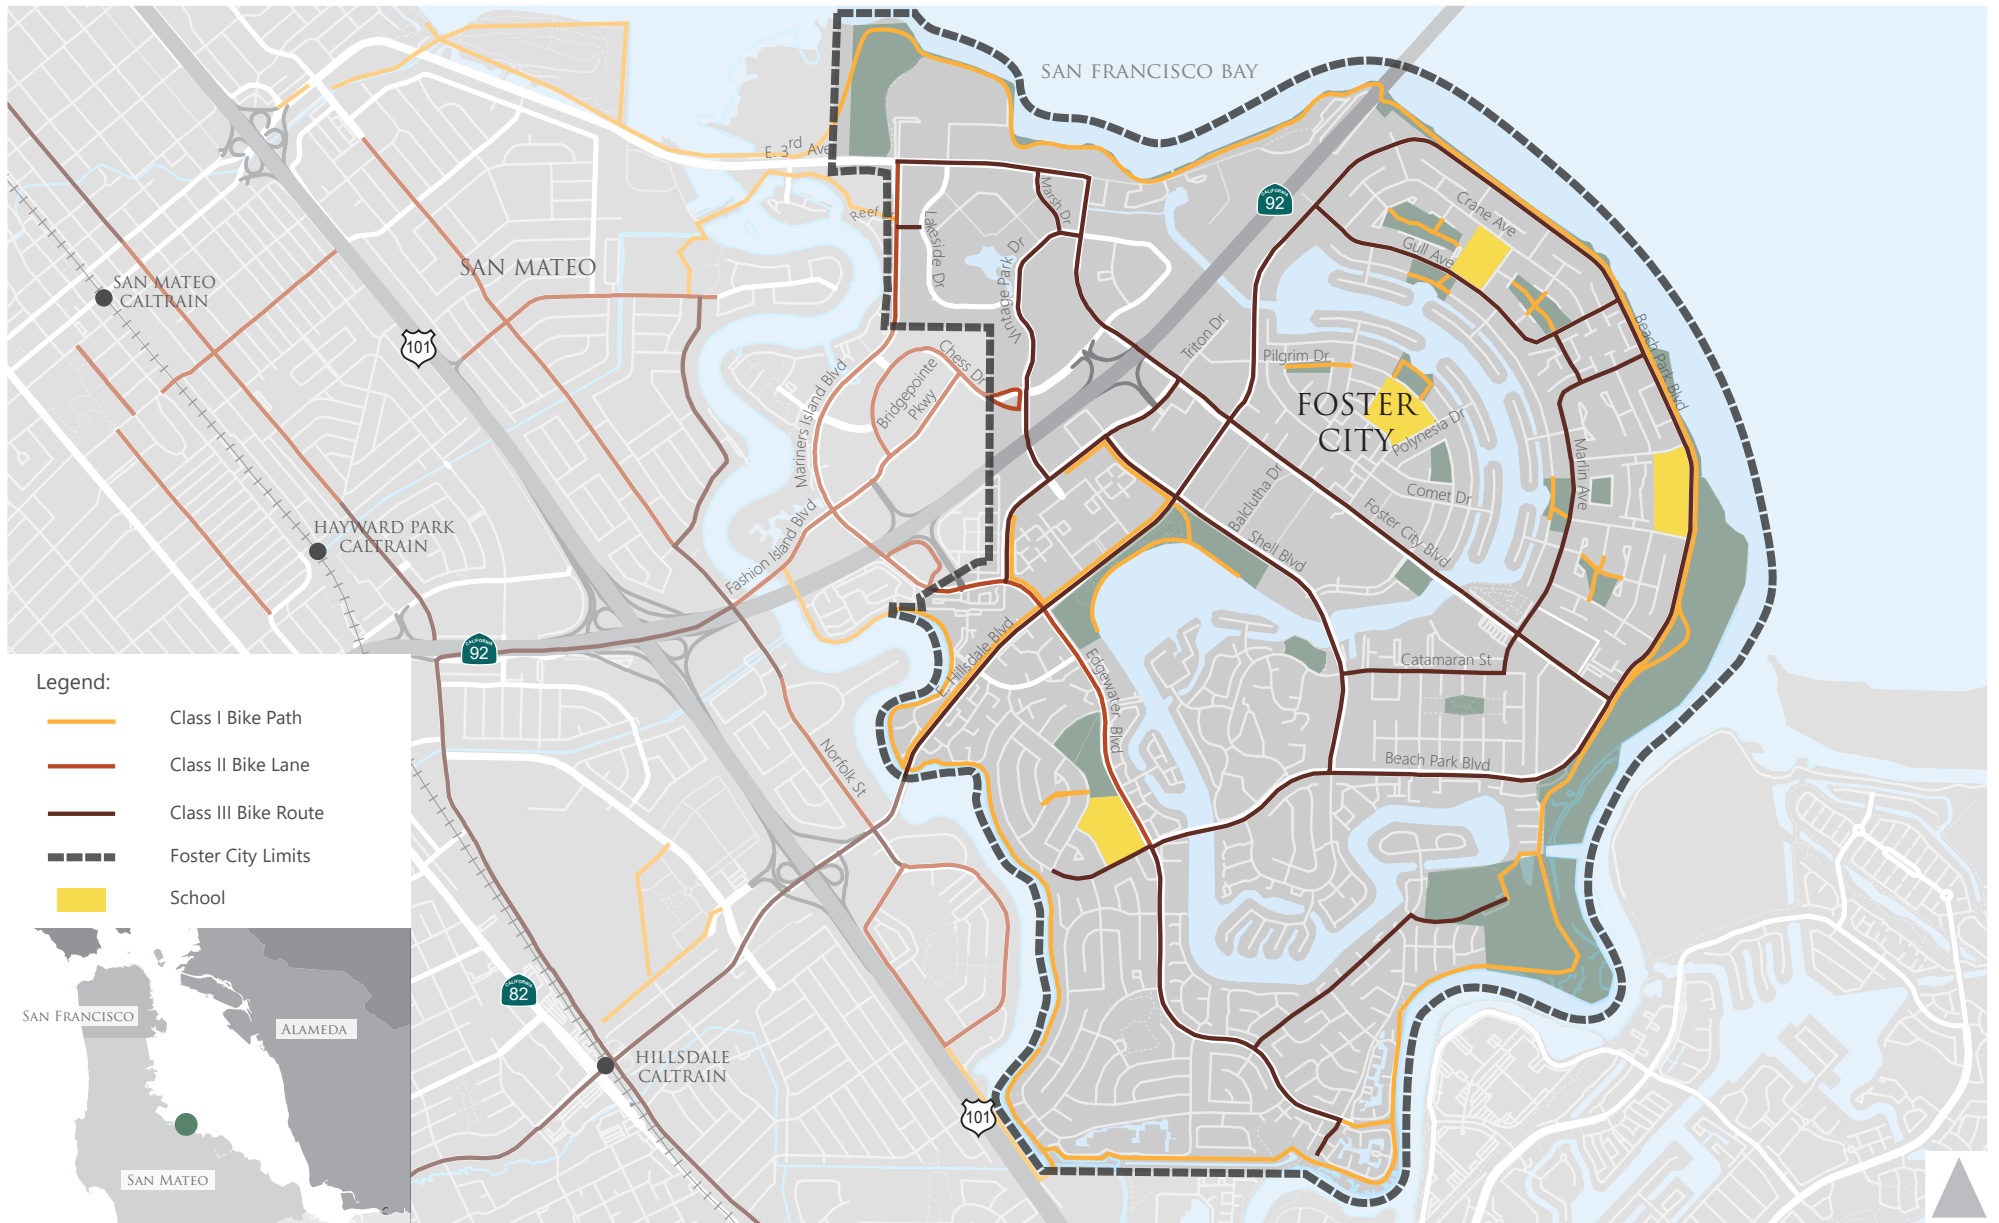 SAN FRANCISCO BAY
E. 3rd Ave
CALIFORNIA
92
Reef Dr
Lakeside Dr
Marsh Dr
Vintage Park Dr
Crane Ave
Gull Ave
SAN MATEO
SAN MATEO
CALTRAIN
101
Chess Dr
Bridgepointe
Pkwy
Mariners Island Blvd
Triton Dr
Pilgrim Dr
Beach Park Blvd
FOSTER
CITY
Polynesia Dr
Comet Dr
Marlin Ave
Balclutha Dr
Shell Blvd
Foster City Blvd
HAYWARD PARK
CALTRAIN
Fashion Island Blvd
CALIFORNIA
92
E. Hillsdale Blvd
Edgewater Blvd
Catamaran St
Beach Park Blvd
Norfolk St
Legend:
Class I Bike Path
Class II Bike Lane
Class III Bike Route
Foster City Limits
School
CALIFORNIA
82
HILLSDALE
CALTRAIN
101
SAN FRANCISCO
ALAMEDA
SAN MATEO